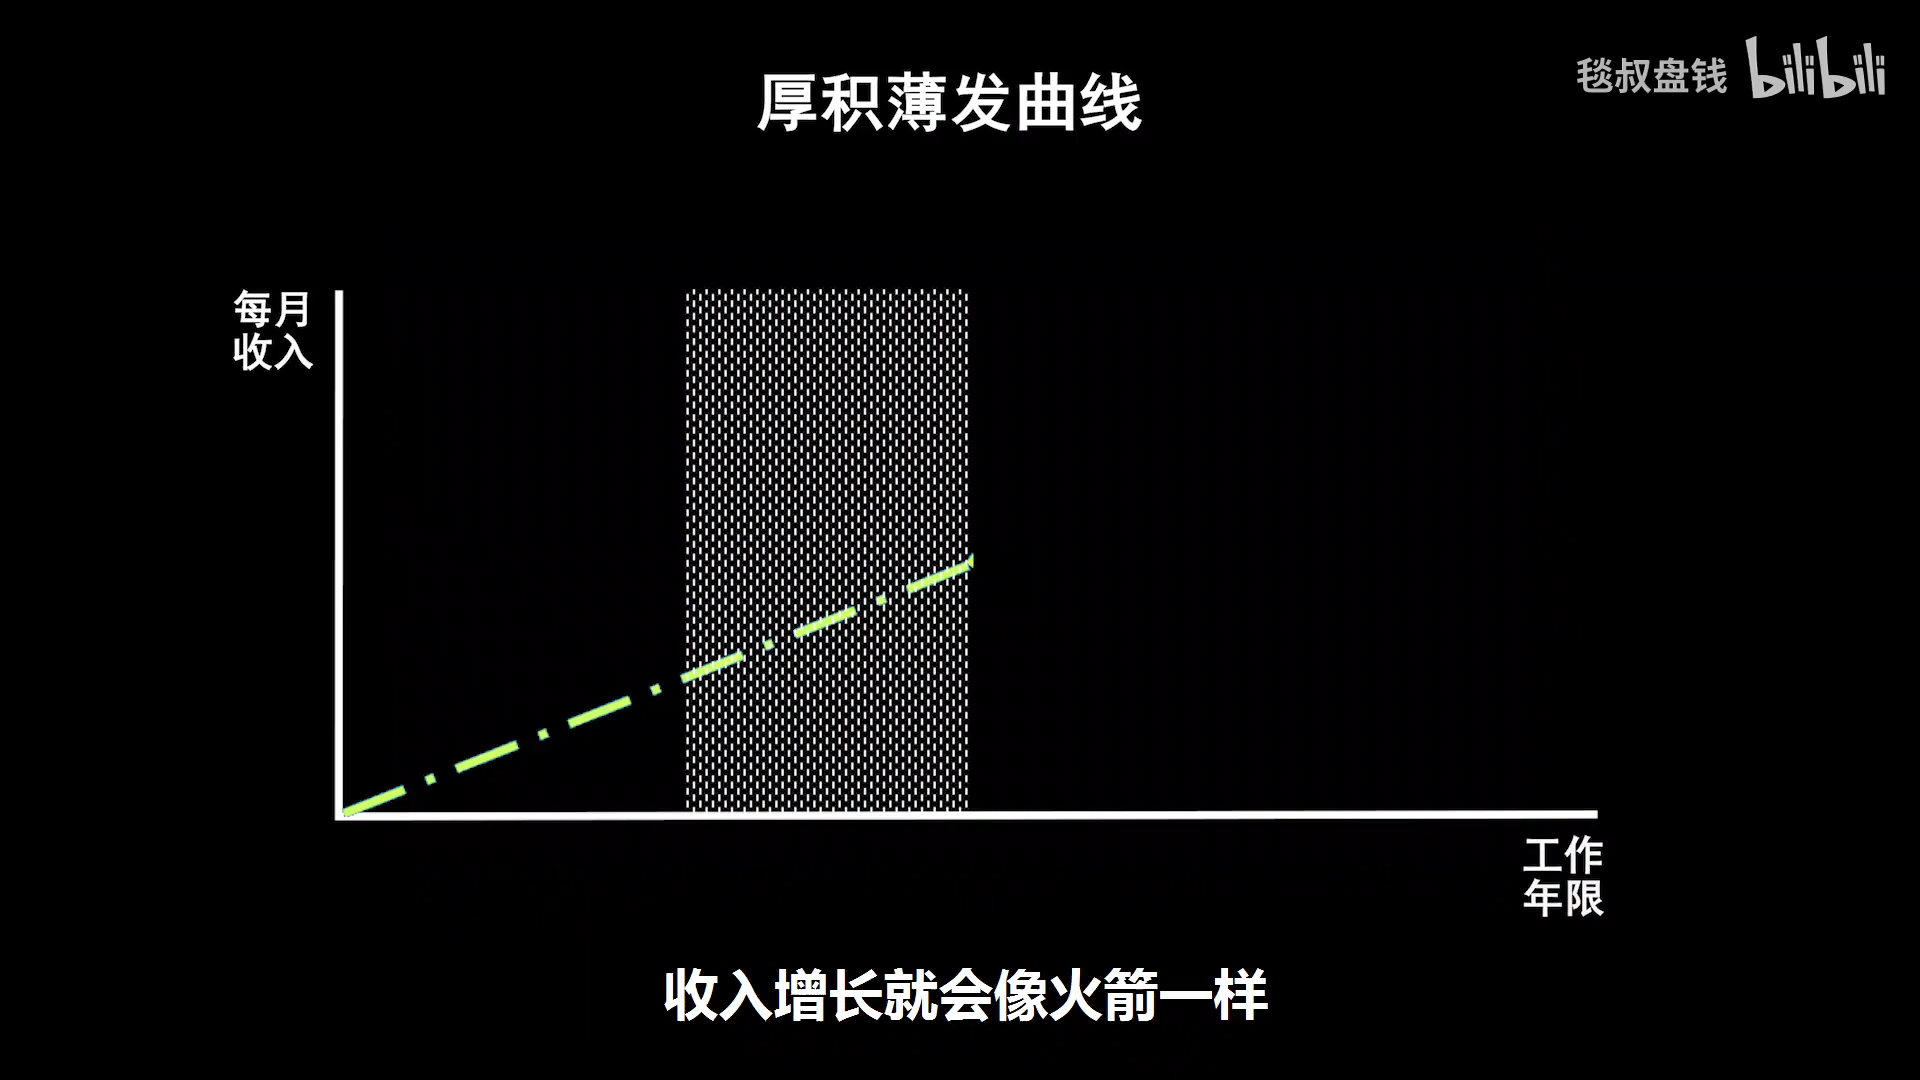 厚积薄发曲线
毯叔盘钱 bilibili
每月
收入
工作
年限
收入增长就会像火箭一样